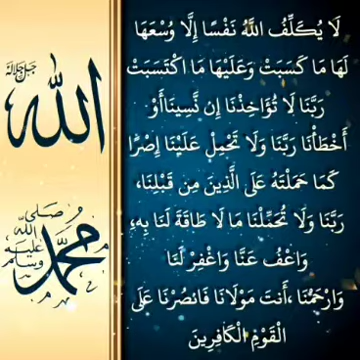 لَا يُكَلِّفُ اللَّهُ نَفْسًا إِلَّا وُسْعَهَا
لَهَا مَا كَسَبَتْ وَعَلَيْهَا مَا اكْتَسَبَتْ
رَبَّنَا لَا تُؤَاخِذْنَا إِن نَّسِينَا أَوْ
أَخْطَأْنَا رَبَّنَا وَلَا تَحْمِلْ عَلَيْنَا إِصْرًا
كَمَا حَمَلْتَهُ عَلَى الَّذِينَ مِن قَبْلِنَا،
رَبَّنَا وَلَا تُحَمِّلْنَا مَا لَا طَاقَةَ لَنَا بِهِۦ
وَاعْفُ عَنَّا وَاغْفِرْ لَنَا
وَارْحَمْنَا ،أَنتَ مَوْلَانَا فَانصُرْنَا عَلَى
الْقَوْمِ الْكَافِرِينَ
الله جل جلاله
محمد صلى الله عليه وسلم